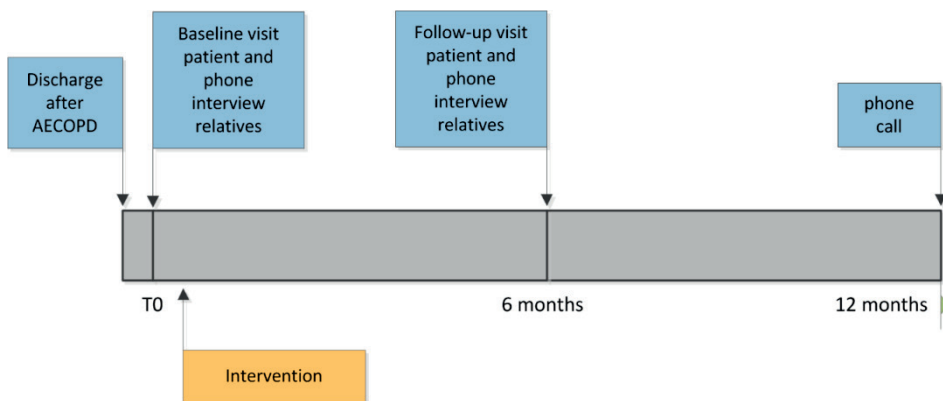 Discharge
after
AECOPD
Baseline visit
patient and
phone
interview
relatives
Follow-up visit
patient and
phone
interview
relatives
phone
call
T0
6 months
12 months
Intervention